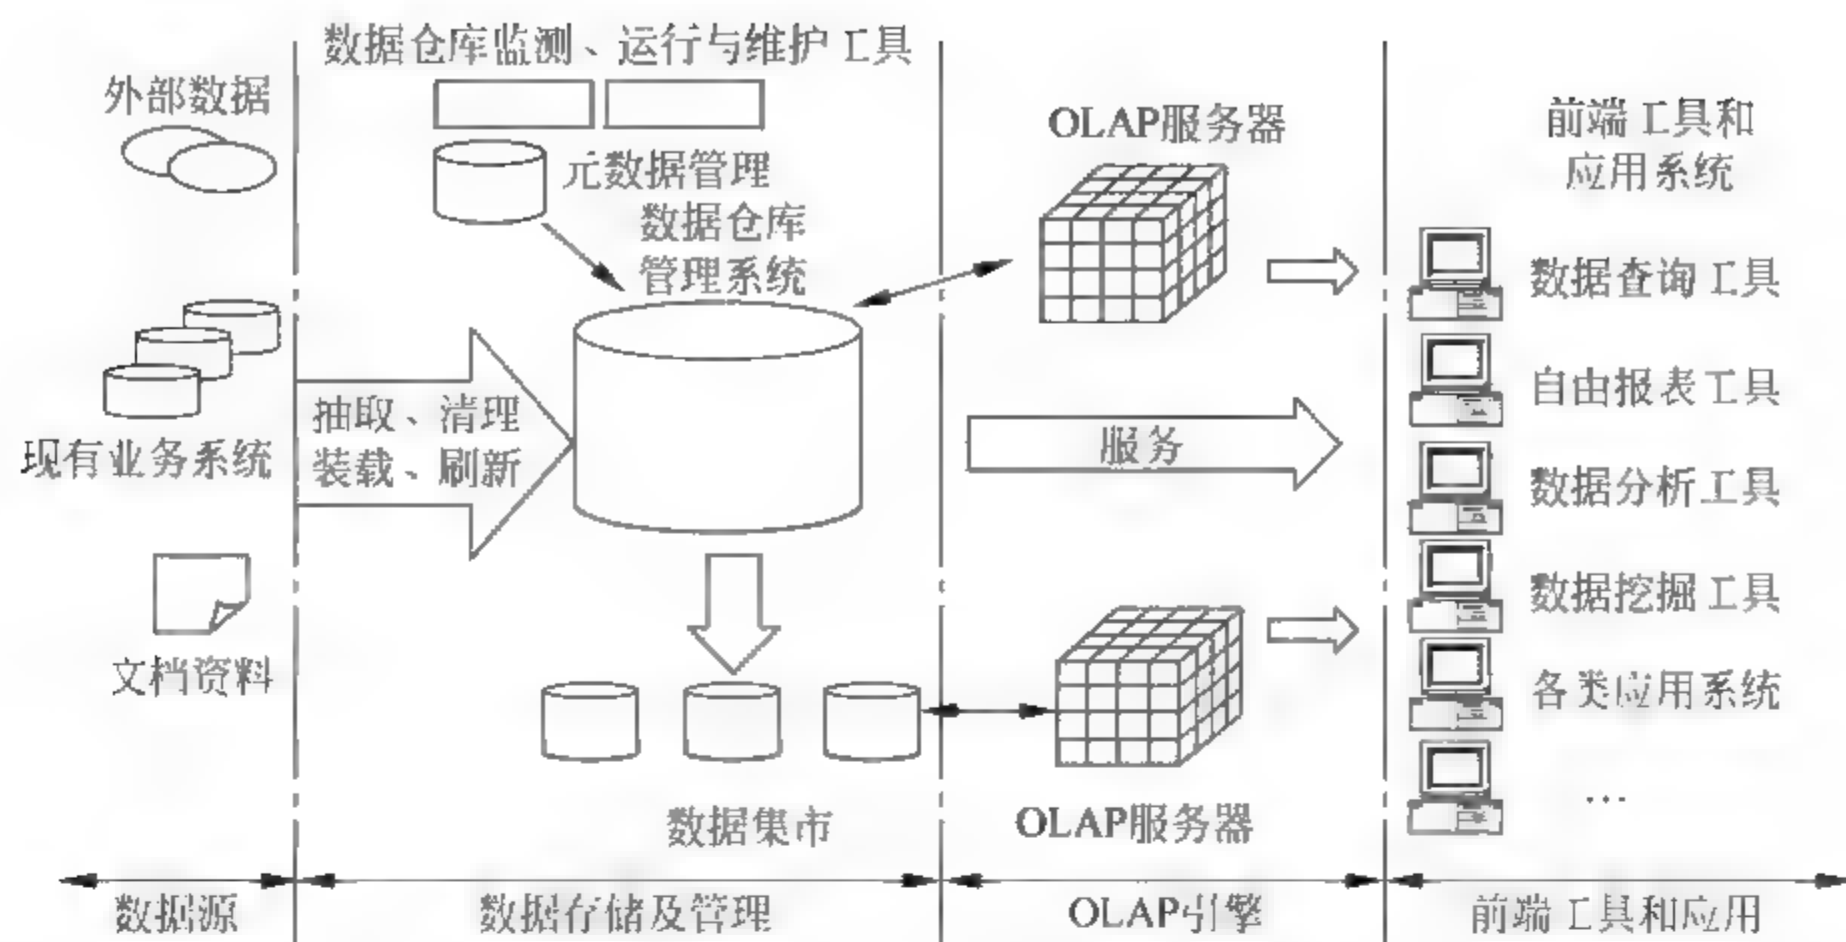 数据仓库监测、运行与维护工具
外部数据
元数据管理
数据仓库
管理系统
现有业务系统
抽取、清理
装载、刷新
文档资料
数据集市
OLAP服务器
服务
OLAP服务器
前端工具和
应用系统
数据查询工具
自由报表工具
数据分析工具
数据挖掘工具
各类应用系统
…
数据源
数据存储及管理
OLAP引擎
前端工具和应用